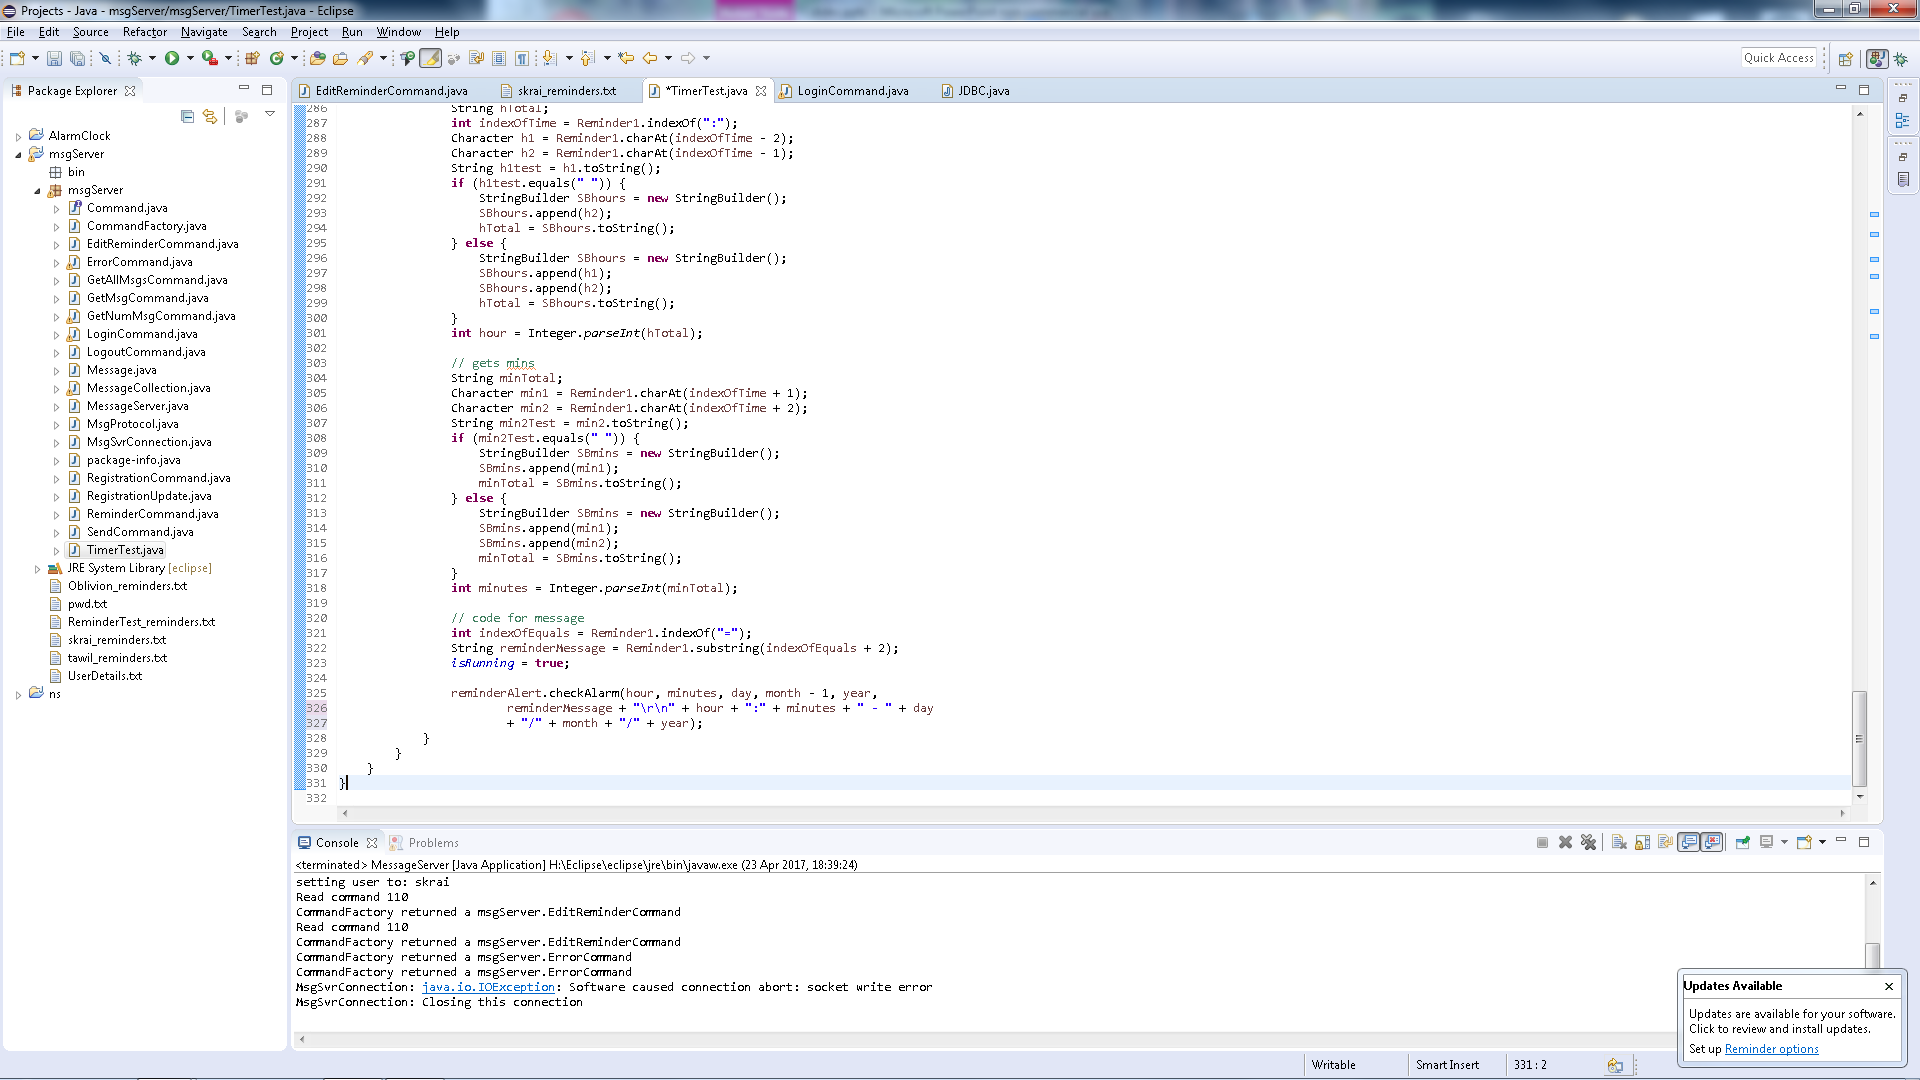 Projects - Java - msgServer/msgServer/TimerTest.java - Eclipse
File Edit Source Refactor Navigate Search Project Run Window Help
Quick Access
Package Explorer
AlarmClock
msgServer
bin
msgServer
Command.java
CommandFactory.java
EditReminderCommand.java
ErrorCommand.java
GetAllMsgsCommand.java
GetMsgCommand.java
GetNumMsgCommand.java
LoginCommand.java
LogoutCommand.java
Message.java
MessageCollection.java
MessageServer.java
MsgProtocol.java
MsgSvrConnection.java
package-info.java
RegistrationCommand.java
RegistrationUpdate.java
ReminderCommand.java
SendCommand.java
TimerTest.java
JRE System Library [eclipse]
Oblivion_reminders.txt
pwd.txt
ReminderTest_reminders.txt
skrai_reminders.txt
tawil_reminders.txt
UserDetails.txt
ns
EditReminderCommand.java skrai_reminders.txt *TimerTest.java LoginCommand.java JDBC.java
286 String hTotal;
287 int indexOfTime = Reminder1.indexOf(":");
288 Character h1 = Reminder1.charAt(indexOfTime - 2);
289 Character h2 = Reminder1.charAt(indexOfTime - 1);
290 String h1test = h1.toString();
291 if (h1test.equals(" ")) {
292 StringBuilder SBhours = new StringBuilder();
293 SBhours.append(h2);
294 hTotal = SBhours.toString();
295 } else {
296 StringBuilder SBhours = new StringBuilder();
297 SBhours.append(h1);
298 SBhours.append(h2);
299 hTotal = SBhours.toString();
300 }
301 int hour = Integer.parseInt(hTotal);
302
303 // gets mins
304 String minTotal;
305 Character min1 = Reminder1.charAt(indexOfTime + 1);
306 Character min2 = Reminder1.charAt(indexOfTime + 2);
307 String min2Test = min2.toString();
308 if (min2Test.equals(" ")) {
309 StringBuilder SBmins = new StringBuilder();
310 SBmins.append(min1);
311 minTotal = SBmins.toString();
312 } else {
313 StringBuilder SBmins = new StringBuilder();
314 SBmins.append(min1);
315 SBmins.append(min2);
316 minTotal = SBmins.toString();
317 }
318 int minutes = Integer.parseInt(minTotal);
319
320 // code for message
321 int indexOfEquals = Reminder1.indexOf("=");
322 String reminderMessage = Reminder1.substring(indexOfEquals + 2);
323 isRunning = true;
324
325 reminderAlert.checkAlarm(hour, minutes, day, month - 1, year,
326 reminderMessage + "\r\n" + hour + ":" + minutes + " - " + day
327 + "/" + month + "/" + year);
328 }
329 }
330 }
331 }
332
Console Problems
<terminated> MessageServer [Java Application] H:\Eclipse\eclipse\jre\bin\javaw.exe (23 Apr 2017, 18:39:24)
setting user to: skrai
Read command 110
CommandFactory returned a msgServer.EditReminderCommand
Read command 110
CommandFactory returned a msgServer.EditReminderCommand
CommandFactory returned a msgServer.ErrorCommand
CommandFactory returned a msgServer.ErrorCommand
MsgSvrConnection: java.io.IOException: Software caused connection abort: socket write error
MsgSvrConnection: Closing this connection
Updates Available
Updates are available for your software.
Click to review and install updates.
Set up Reminder options
Writable Smart Insert 331 : 2